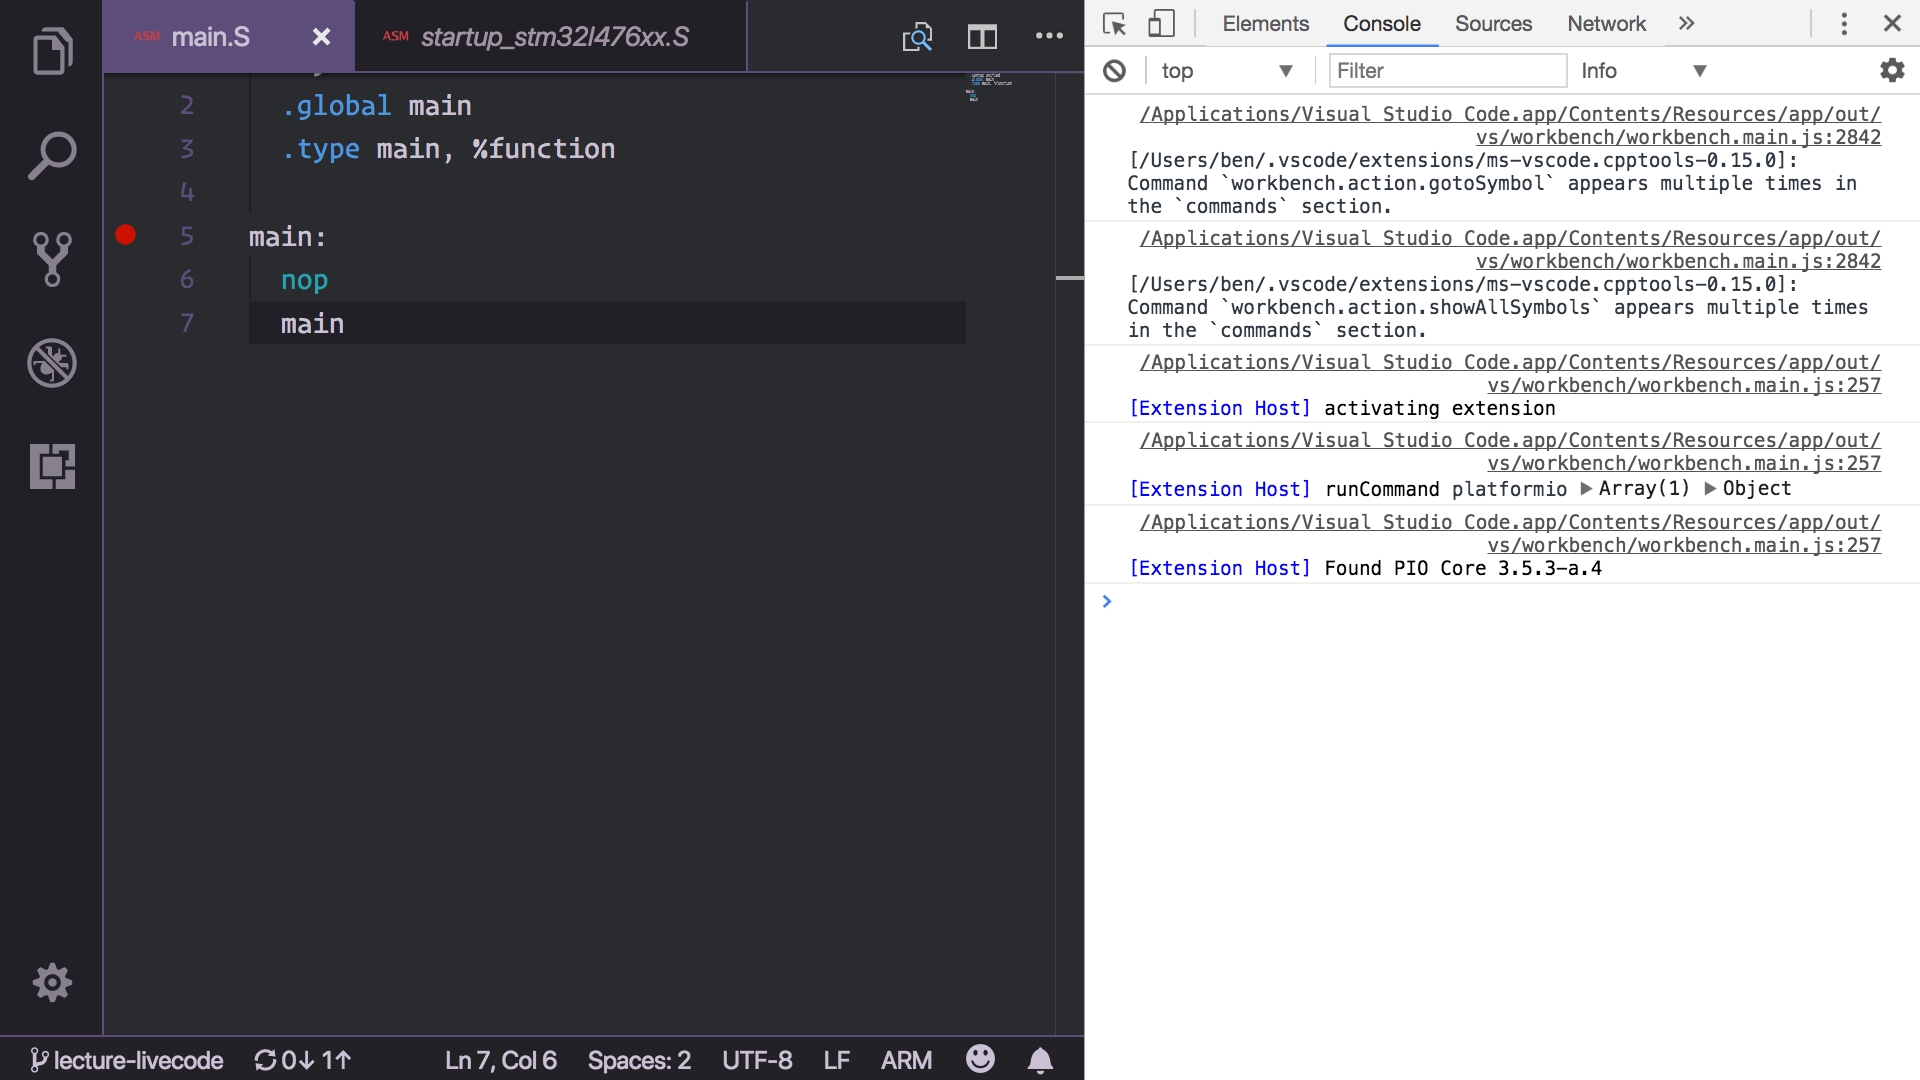 ASM main.S
ASM startup_stm32l476xx.S
2 .global main
3 .type main, %function
4
5 main:
6 nop
7 main
lecture-livecode 0↓ 1↑ Ln 7, Col 6 Spaces: 2 UTF-8 LF ARM
Elements Console Sources Network
top Filter Info
/Applications/Visual Studio Code.app/Contents/Resources/app/out/
vs/workbench/workbench.main.js:2842
[/Users/ben/.vscode/extensions/ms-vscode.cpptools-0.15.0]:
Command `workbench.action.gotoSymbol` appears multiple times in
the `commands` section.
/Applications/Visual Studio Code.app/Contents/Resources/app/out/
vs/workbench/workbench.main.js:2842
[/Users/ben/.vscode/extensions/ms-vscode.cpptools-0.15.0]:
Command `workbench.action.showAllSymbols` appears multiple times
in the `commands` section.
/Applications/Visual Studio Code.app/Contents/Resources/app/out/
vs/workbench/workbench.main.js:257
[Extension Host] activating extension
/Applications/Visual Studio Code.app/Contents/Resources/app/out/
vs/workbench/workbench.main.js:257
[Extension Host] runCommand platformio ▶Array(1) ▶Object
/Applications/Visual Studio Code.app/Contents/Resources/app/out/
vs/workbench/workbench.main.js:257
[Extension Host] Found PIO Core 3.5.3-a.4